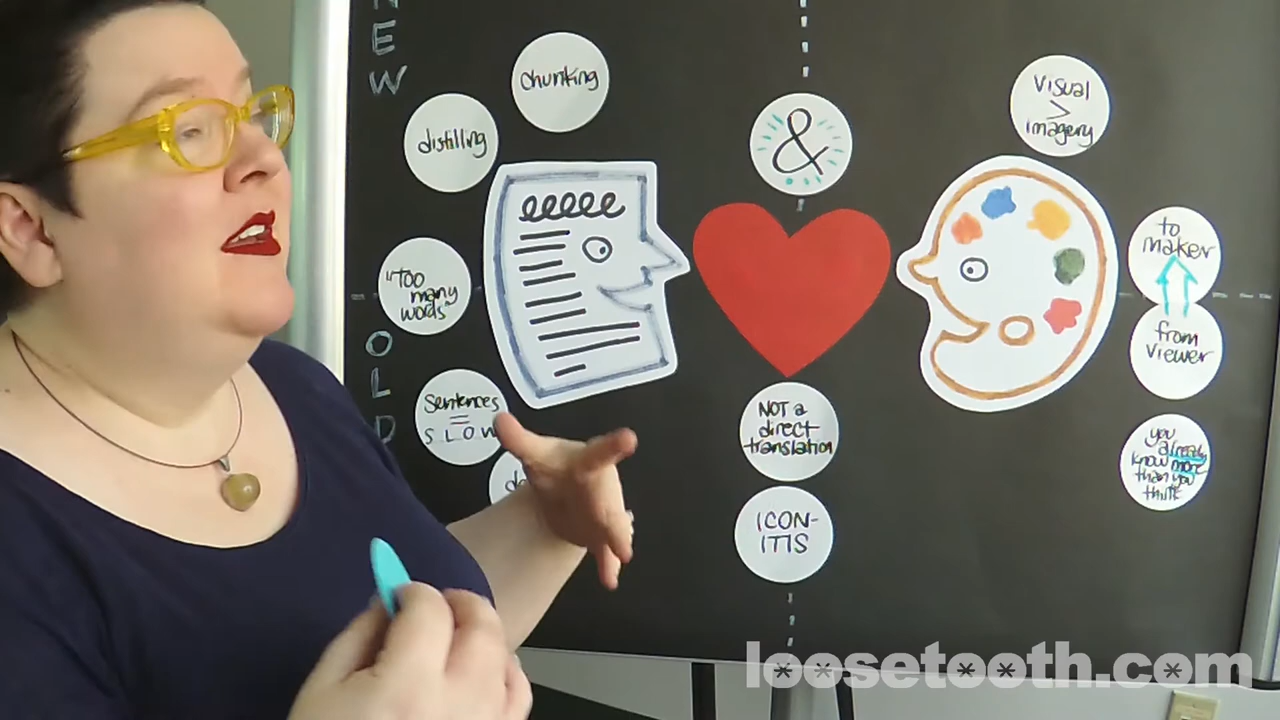 NEW
chunking
distilling
"Too
many
words"
OLD
Sentences
=
SLOW
&
NOT a
direct
translation
ICON-
ITIS
Visual
>
imagery
to
maker
from
viewer
you
already
know more
than you
think
loosetooth.com